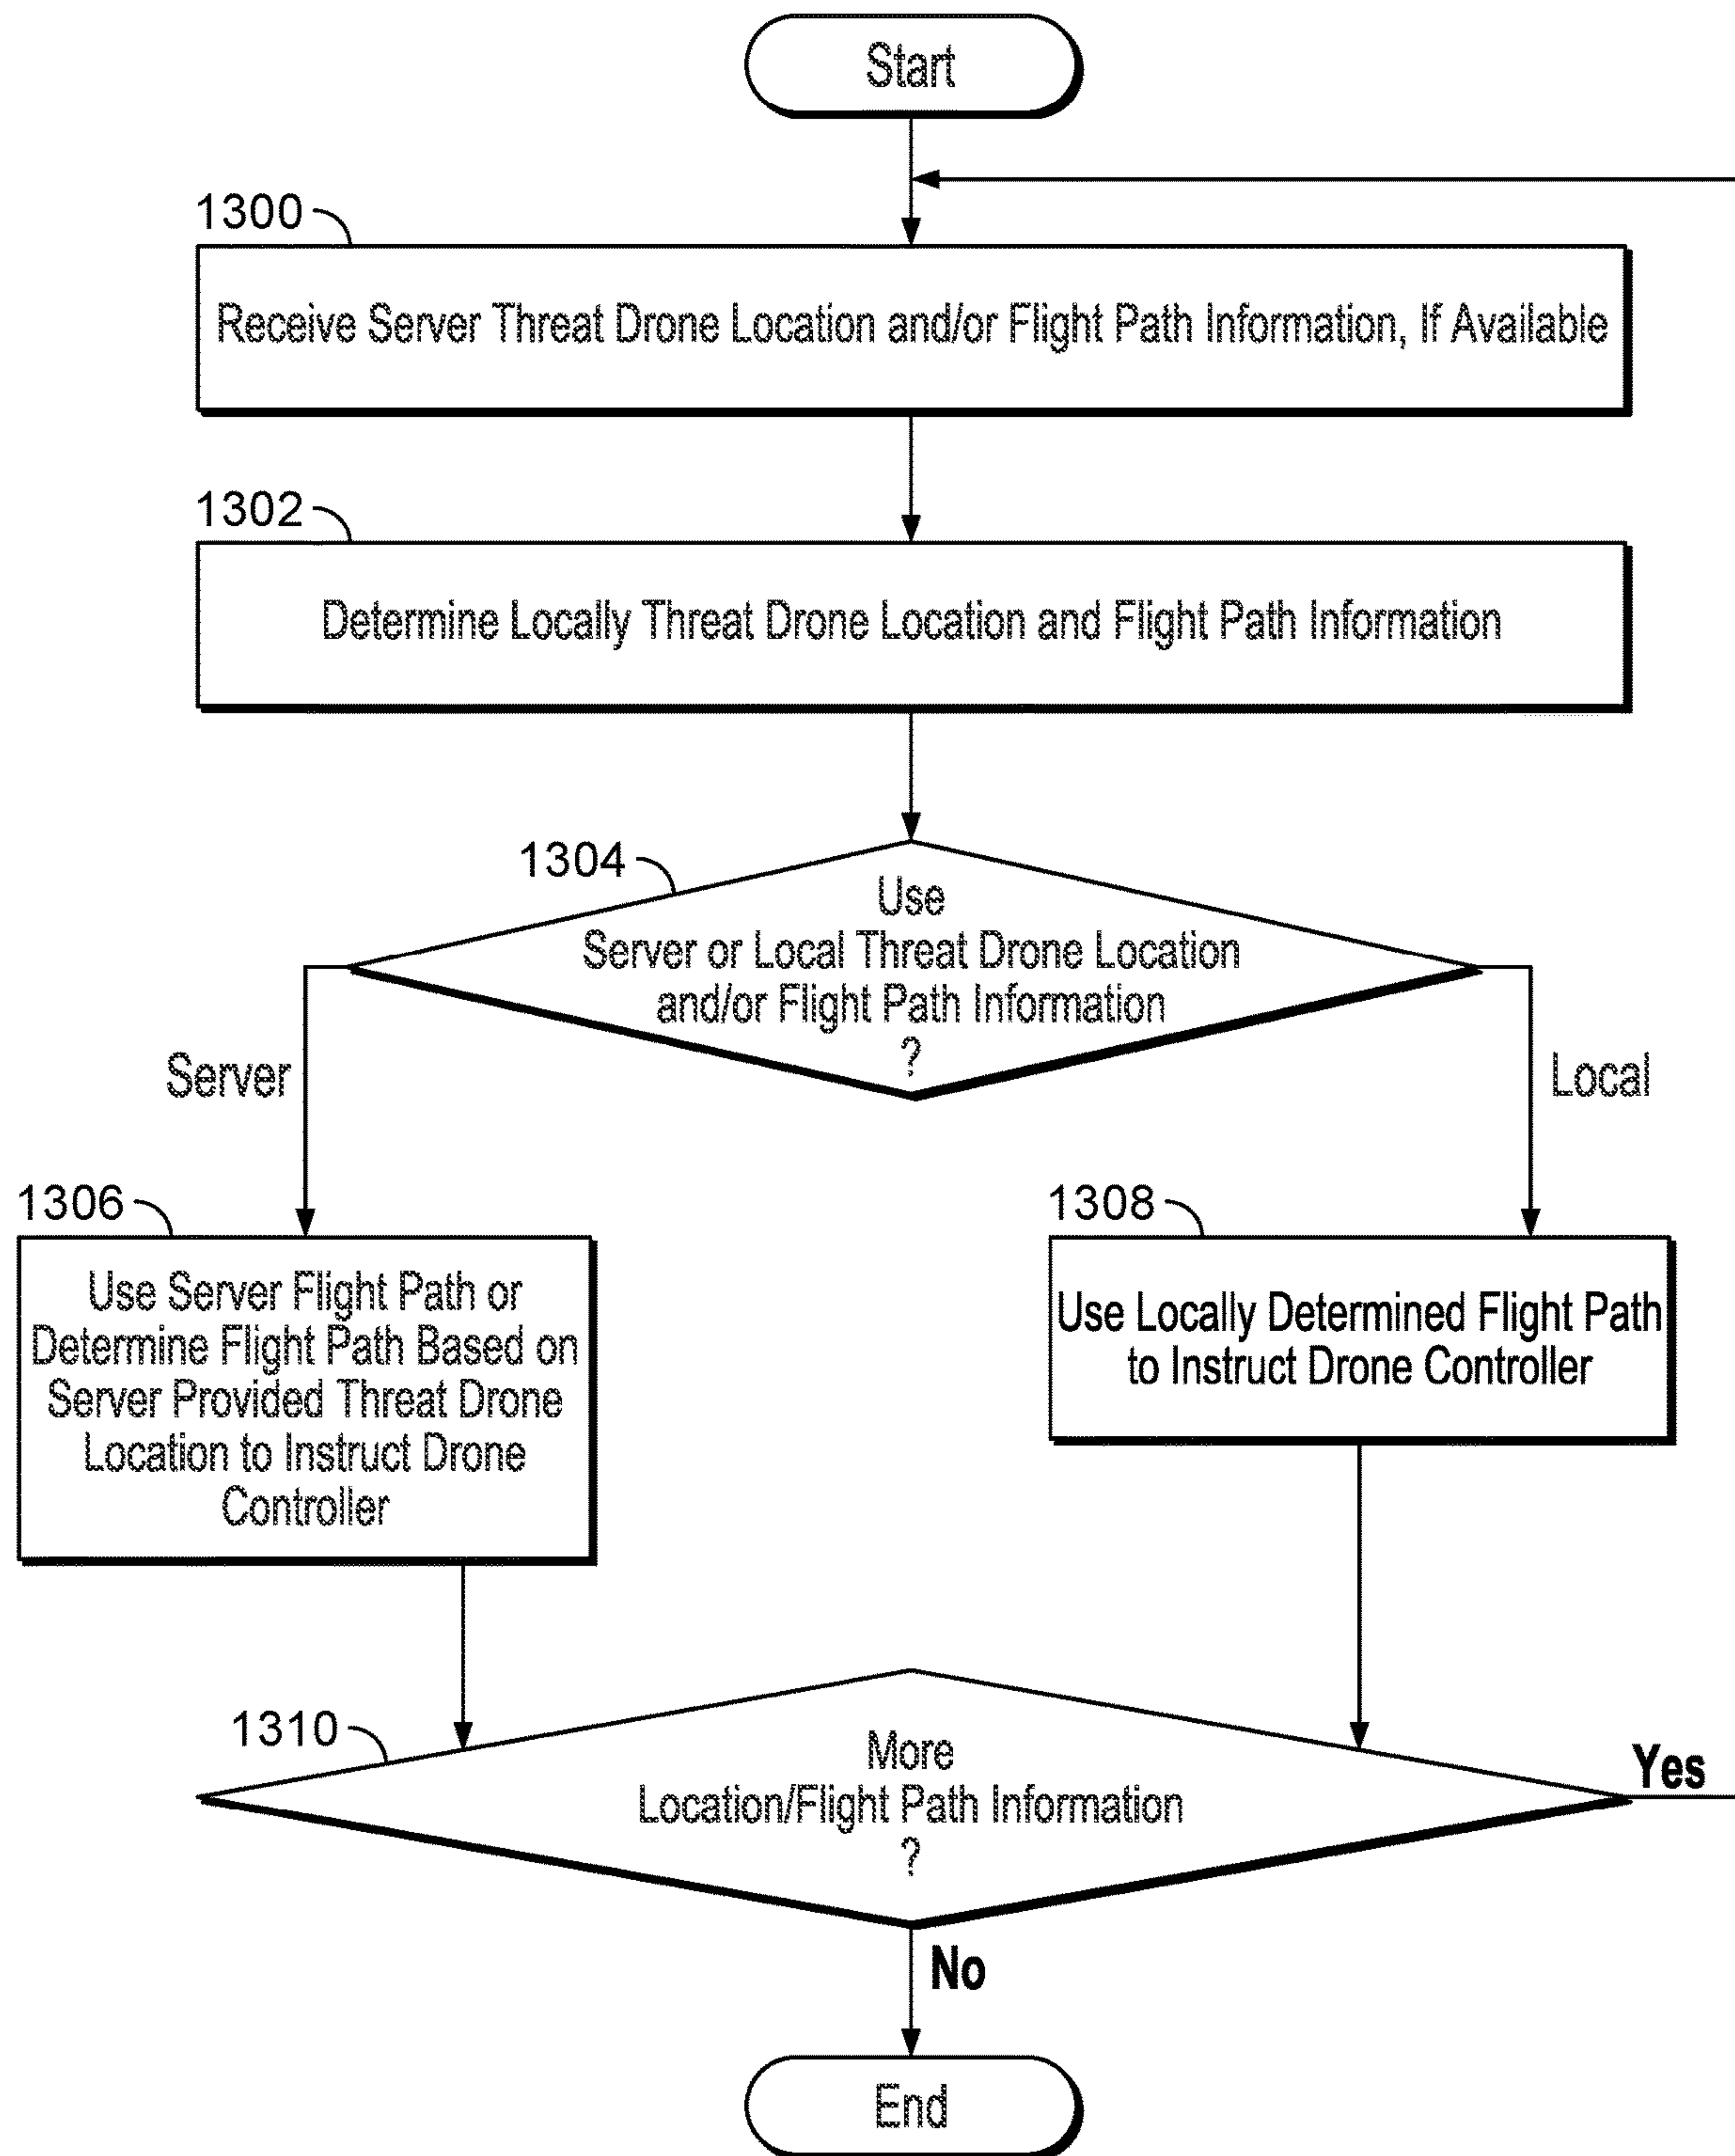 Start
1300
Receive Server Threat Drone Location and/or Flight Path Information, If Available
1302
Determine Locally Threat Drone Location and Flight Path Information
1304
Use
Server or Local Threat Drone Location
and/or Flight Path Information
?
Server
Local
1306
Use Server Flight Path or
Determine Flight Path Based on
Server Provided Threat Drone
Location to Instruct Drone
Controller
1308
Use Locally Determined Flight Path
to Instruct Drone Controller
1310
More
Location/Flight Path Information
?
Yes
No
End